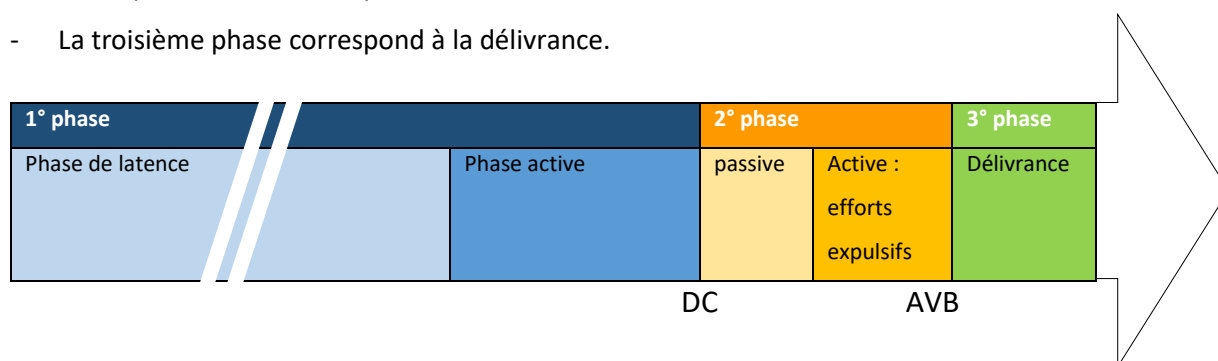 - La troisième phase correspond à la délivrance.
1° phase 2° phase 3° phase
Phase de latence Phase active passive Active : Délivrance
efforts
expulsifs
DC AVB